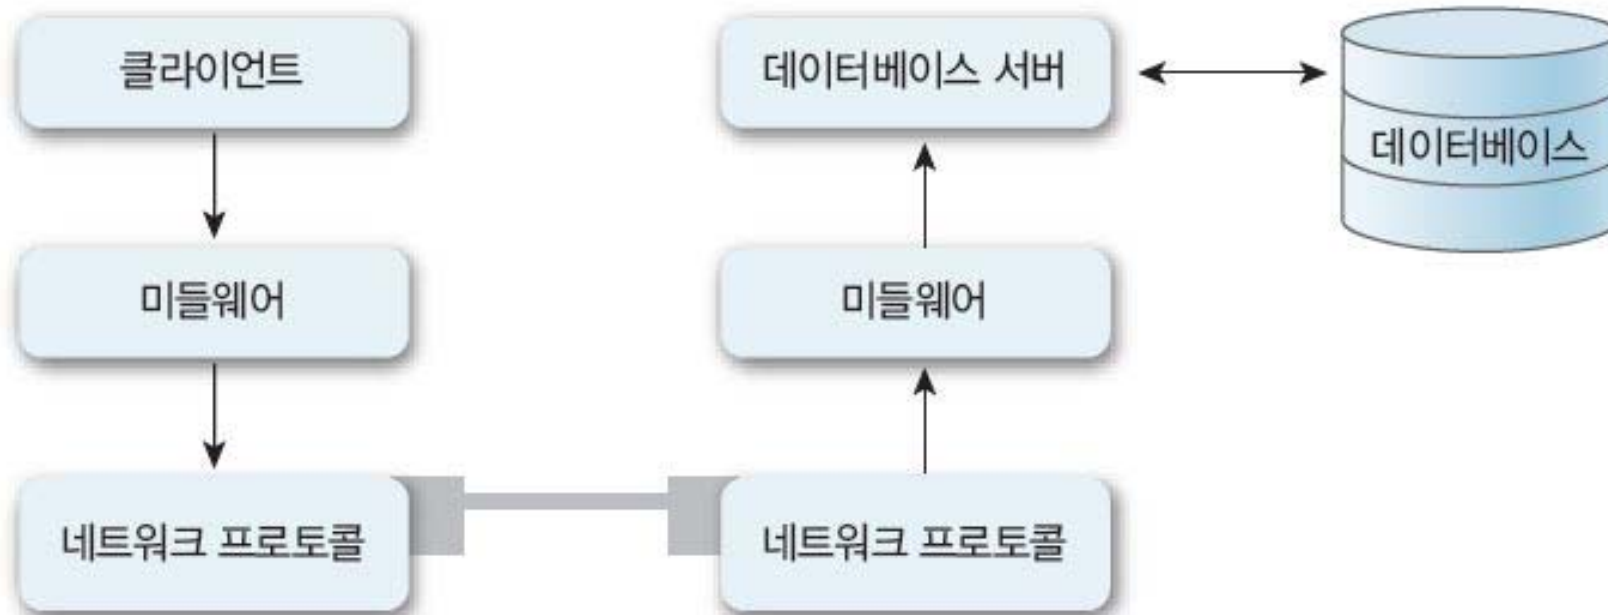 클라이언트
미들웨어
네트워크 프로토콜
데이터베이스 서버
미들웨어
네트워크 프로토콜
데이터베이스